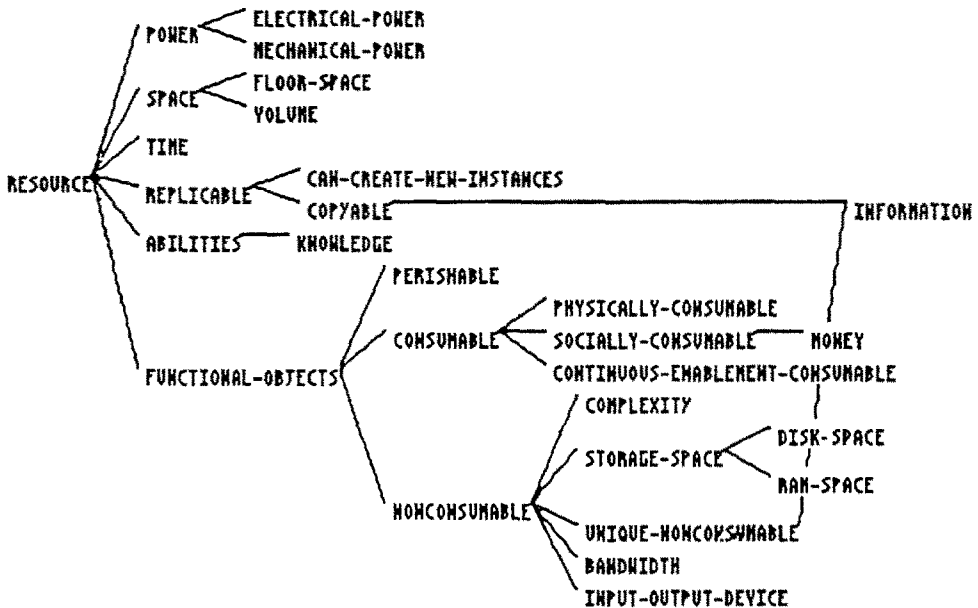 ELECTRICAL-POWER
POWER
MECHANICAL-POWER
FLOOR-SPACE
SPACE
VOLUME
TIME
CAN-CREATE-NEW-INSTANCES
RESOURCE
REPLICABLE
COPYABLE
INFORMATION
ABILITIES
KNOWLEDGE
PERISHABLE
PHYSICALLY-CONSUMABLE
CONSUMABLE
SOCIALLY-CONSUMABLE
MONEY
FUNCTIONAL-OBJECTS
CONTINUOUS-ENABLEMENT-CONSUMABLE
COMPLEXITY
DISK-SPACE
STORAGE-SPACE
RAM-SPACE
NONCONSUMABLE
UNIQUE-NONCONSUMABLE
BANDWIDTH
INPUT-OUTPUT-DEVICE